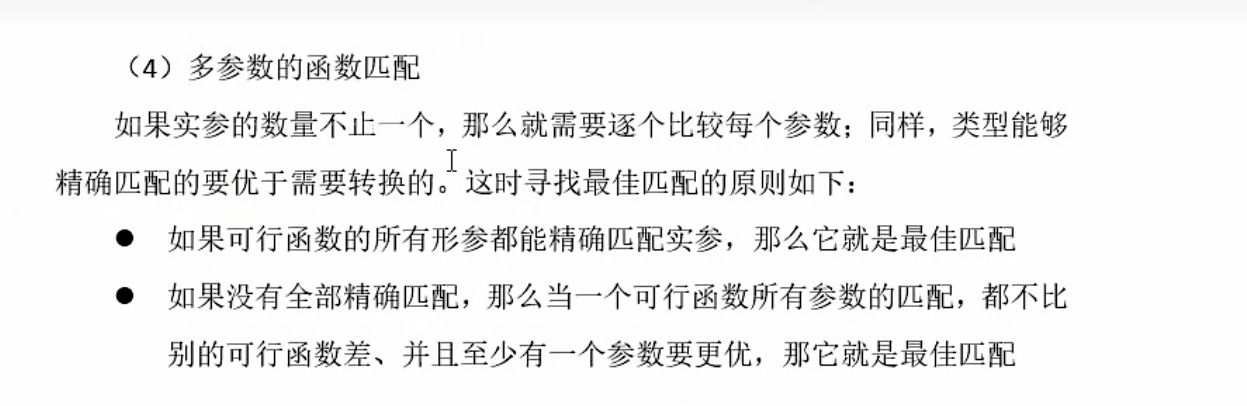 （4）多参数的函数匹配
如果实参的数量不止一个，那么就需要逐个比较每个参数；同样，类型能够
精确匹配的要优于需要转换的。这时寻找最佳匹配的原则如下：
● 如果可行函数的所有形参都能精确匹配实参，那么它就是最佳匹配
● 如果没有全部精确匹配，那么当一个可行函数所有参数的匹配，都不比
别的可行函数差、并且至少有一个参数要更优，那它就是最佳匹配